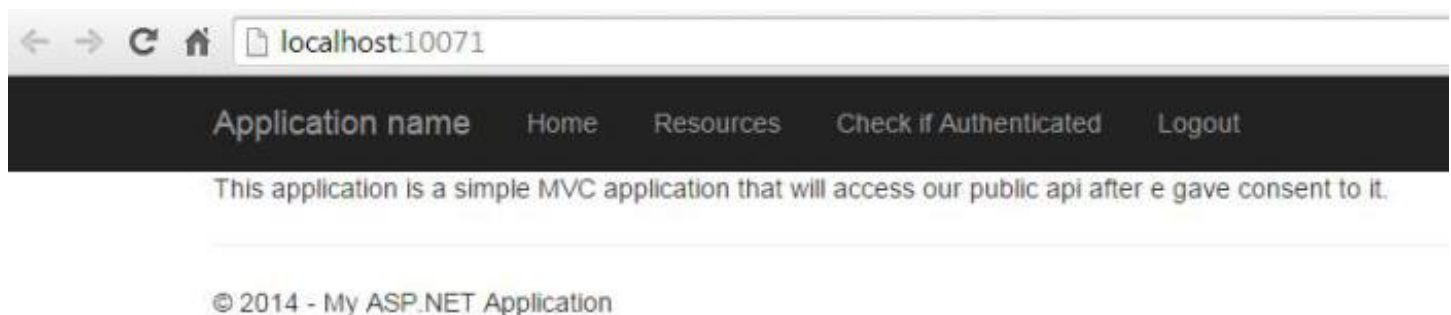 localhost:10071
Application name Home Resources Check if Authenticated Logout
This application is a simple MVC application that will access our public api after e gave consent to it.
© 2014 - My ASP.NET Application